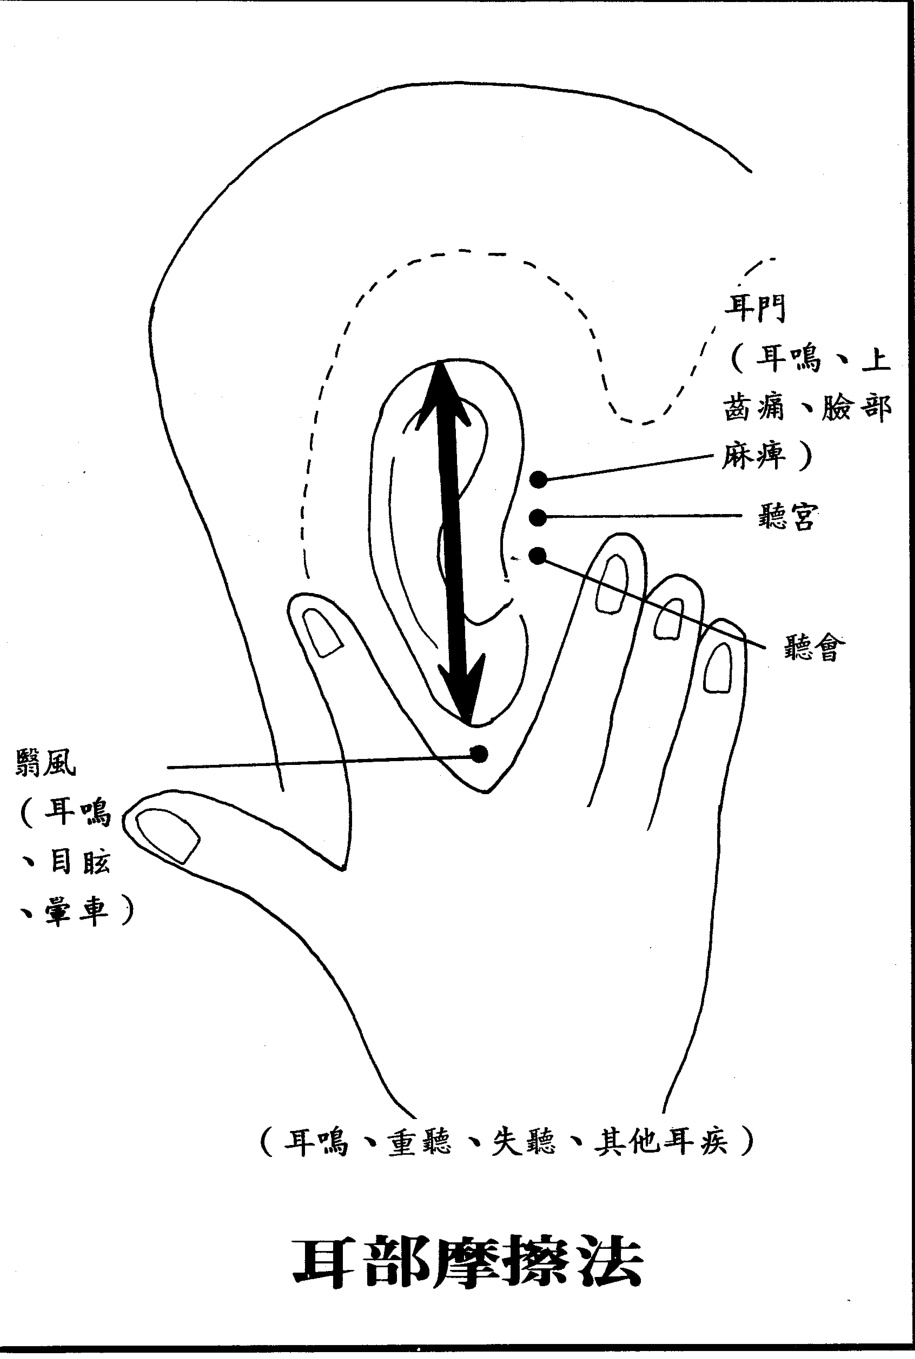 耳門
（耳鳴、上
齒痛、臉部
麻痺）
聽宮
聽會
翳風
（耳鳴
、目眩
、暈車）
（耳鳴、重聽、失聽、其他耳疾）
耳部摩擦法